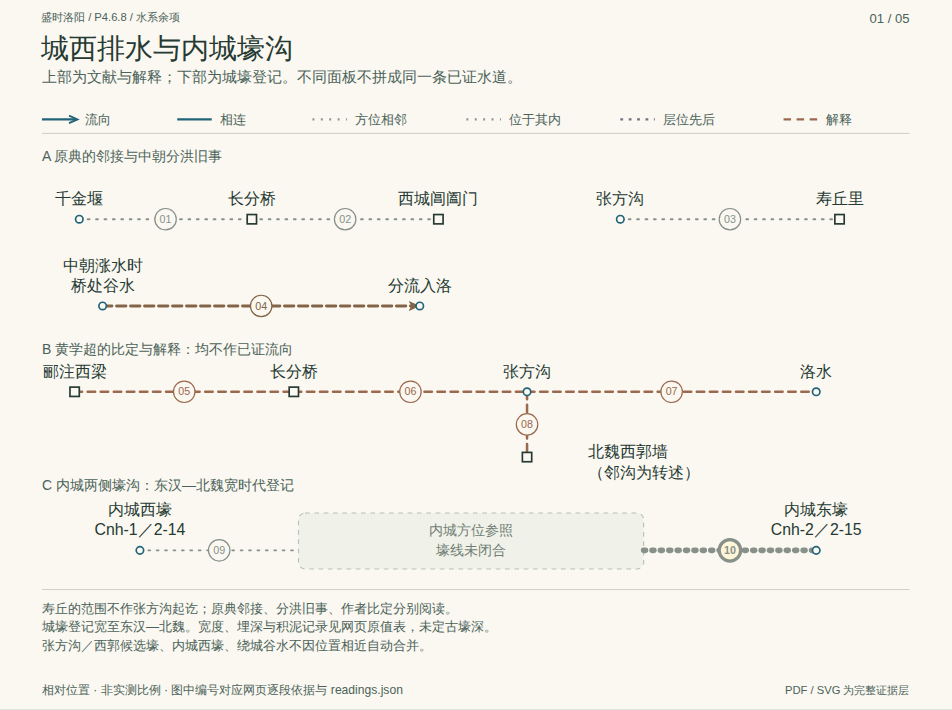 盛时洛阳 / P4.6.8 / 水系余项
01 / 05
城西排水与内城壕沟
上部为文献与解释；下部为城壕登记。不同面板不拼成同一条已证水道。
流向 相连 方位相邻 位于其内 层位先后 解释
A 原典的邻接与中朝分洪旧事
千金堰 长分桥 西城阊阖门 张方沟 寿丘里
01 02 03
中朝涨水时
桥处谷水 分流入洛
04
B 黄学超的比定与解释：均不作已证流向
郦注西梁 长分桥 张方沟 洛水
05 06 07
08
北魏西郭墙
（邻沟为转述）
C 内城两侧壕沟：东汉—北魏宽时代登记
内城西壕 内城东壕
Cnh-1／2-14 Cnh-2／2-15
内城方位参照
壕线未闭合
09 10
寿丘的范围不作张方沟起讫；原典邻接、分洪旧事、作者比定分别阅读。
城壕登记宽至东汉—北魏。宽度、埋深与积泥记录见网页原值表，未定古壕深。
张方沟／西郭候选壕、内城西壕、绕城谷水不因位置相近自动合并。
相对位置 · 非实测比例 · 图中编号对应网页逐段依据与 readings.json
PDF / SVG 为完整证据层